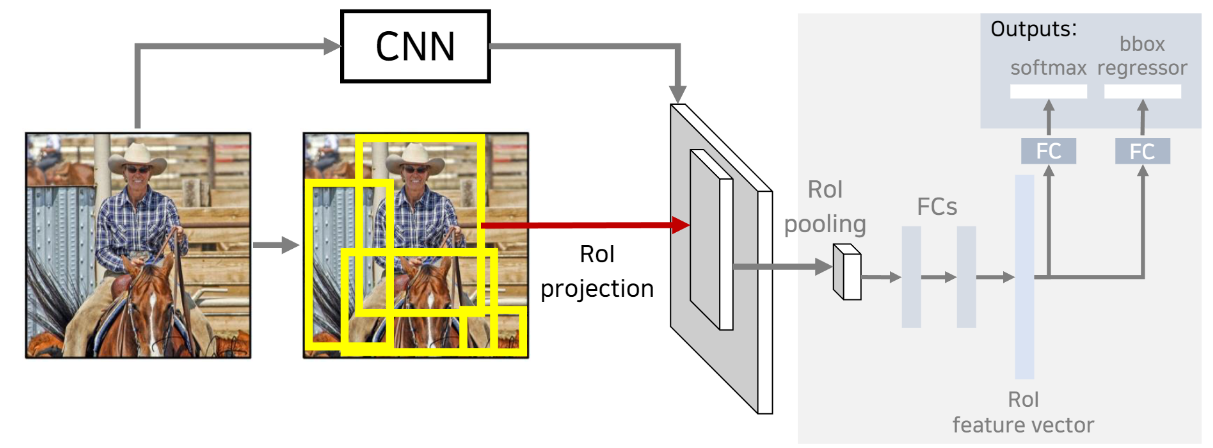 CNN
Outputs:
softmax
bbox
regressor
FC
FC
RoI
projection
RoI
pooling
FCs
RoI
feature vector